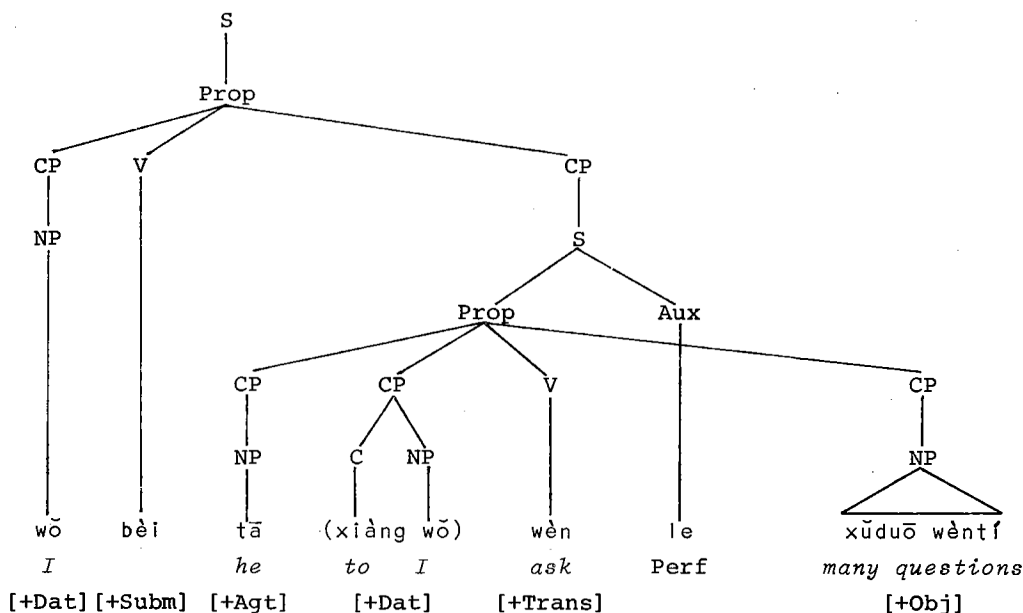 S
Prop
CP V CP
NP S
Prop Aux
CP CP V CP
NP C NP NP
wǒ bèi tā (xiàng wǒ) wèn le xǔduō wèntí
I he to I ask Perf many questions
[+Dat] [+Subm] [+Agt] [+Dat] [+Trans] [+Obj]